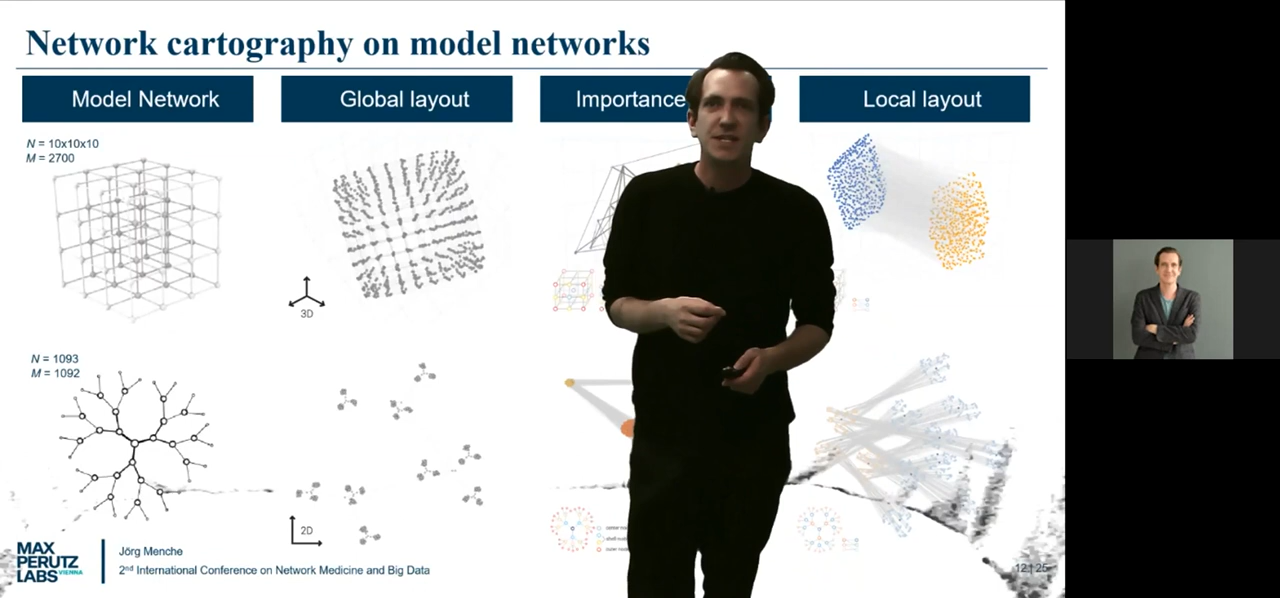 Network cartography on model networks
Model Network
Global layout
Importance
Local layout
N = 10x10x10
M = 2700
3D
N = 1093
M = 1092
2D
MAX
PERUTZ
LABS VIENNA
Jörg Menche
2nd International Conference on Network Medicine and Big Data
12 | 25